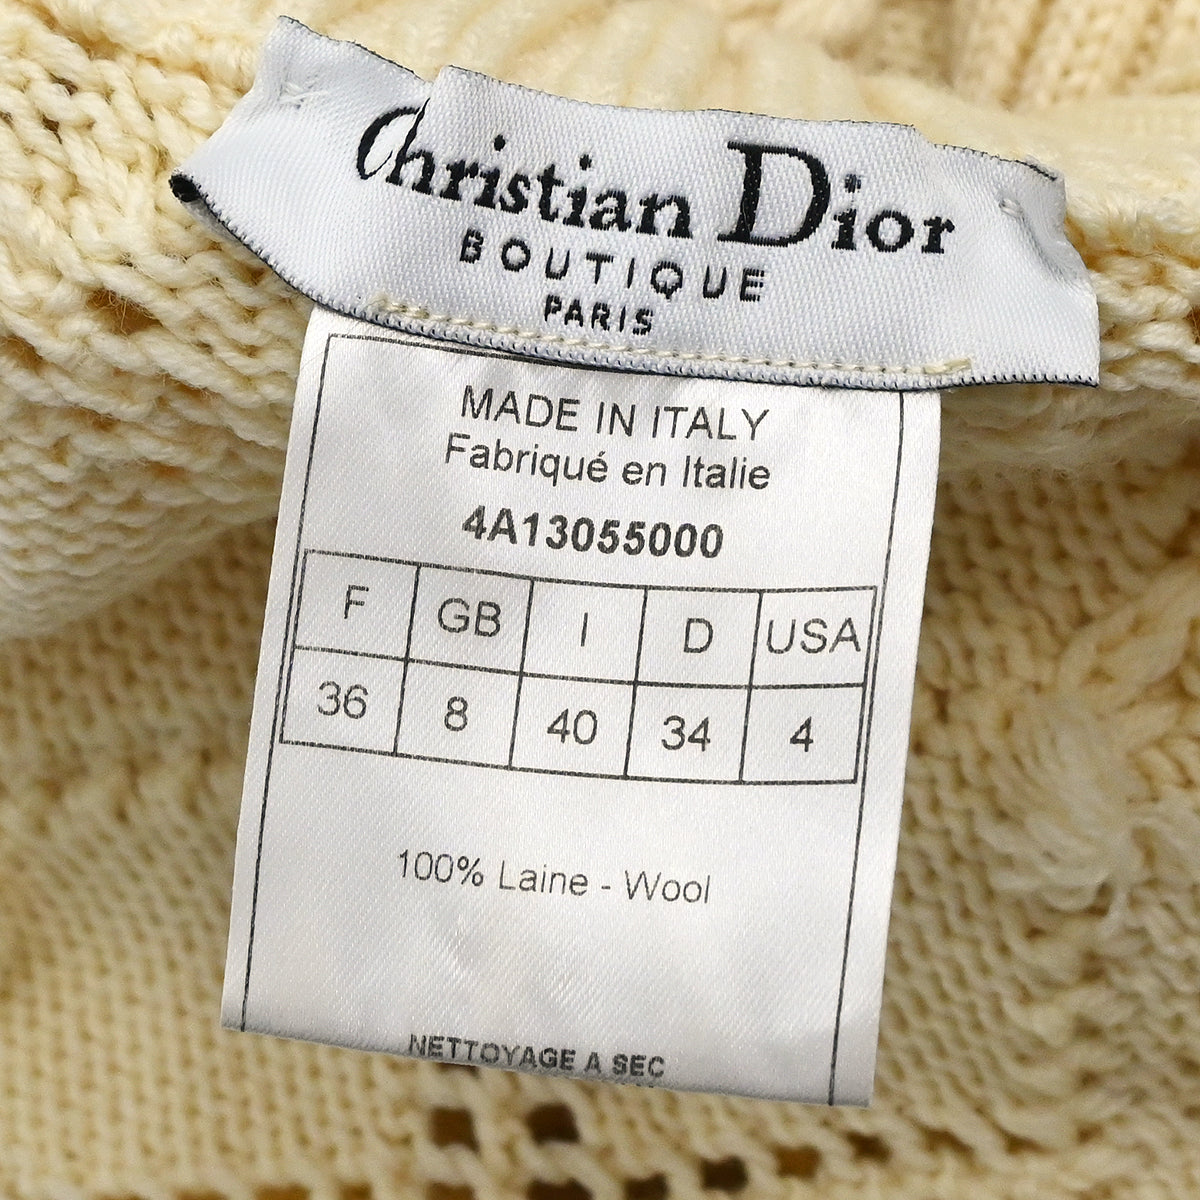 Christian Dior
BOUTIQUE
PARIS
MADE IN ITALY
Fabriqué en Italie
4A13055000
F GB I D USA
36 8 40 34 4
100% Laine - Wool
NETTOYAGE A SEC